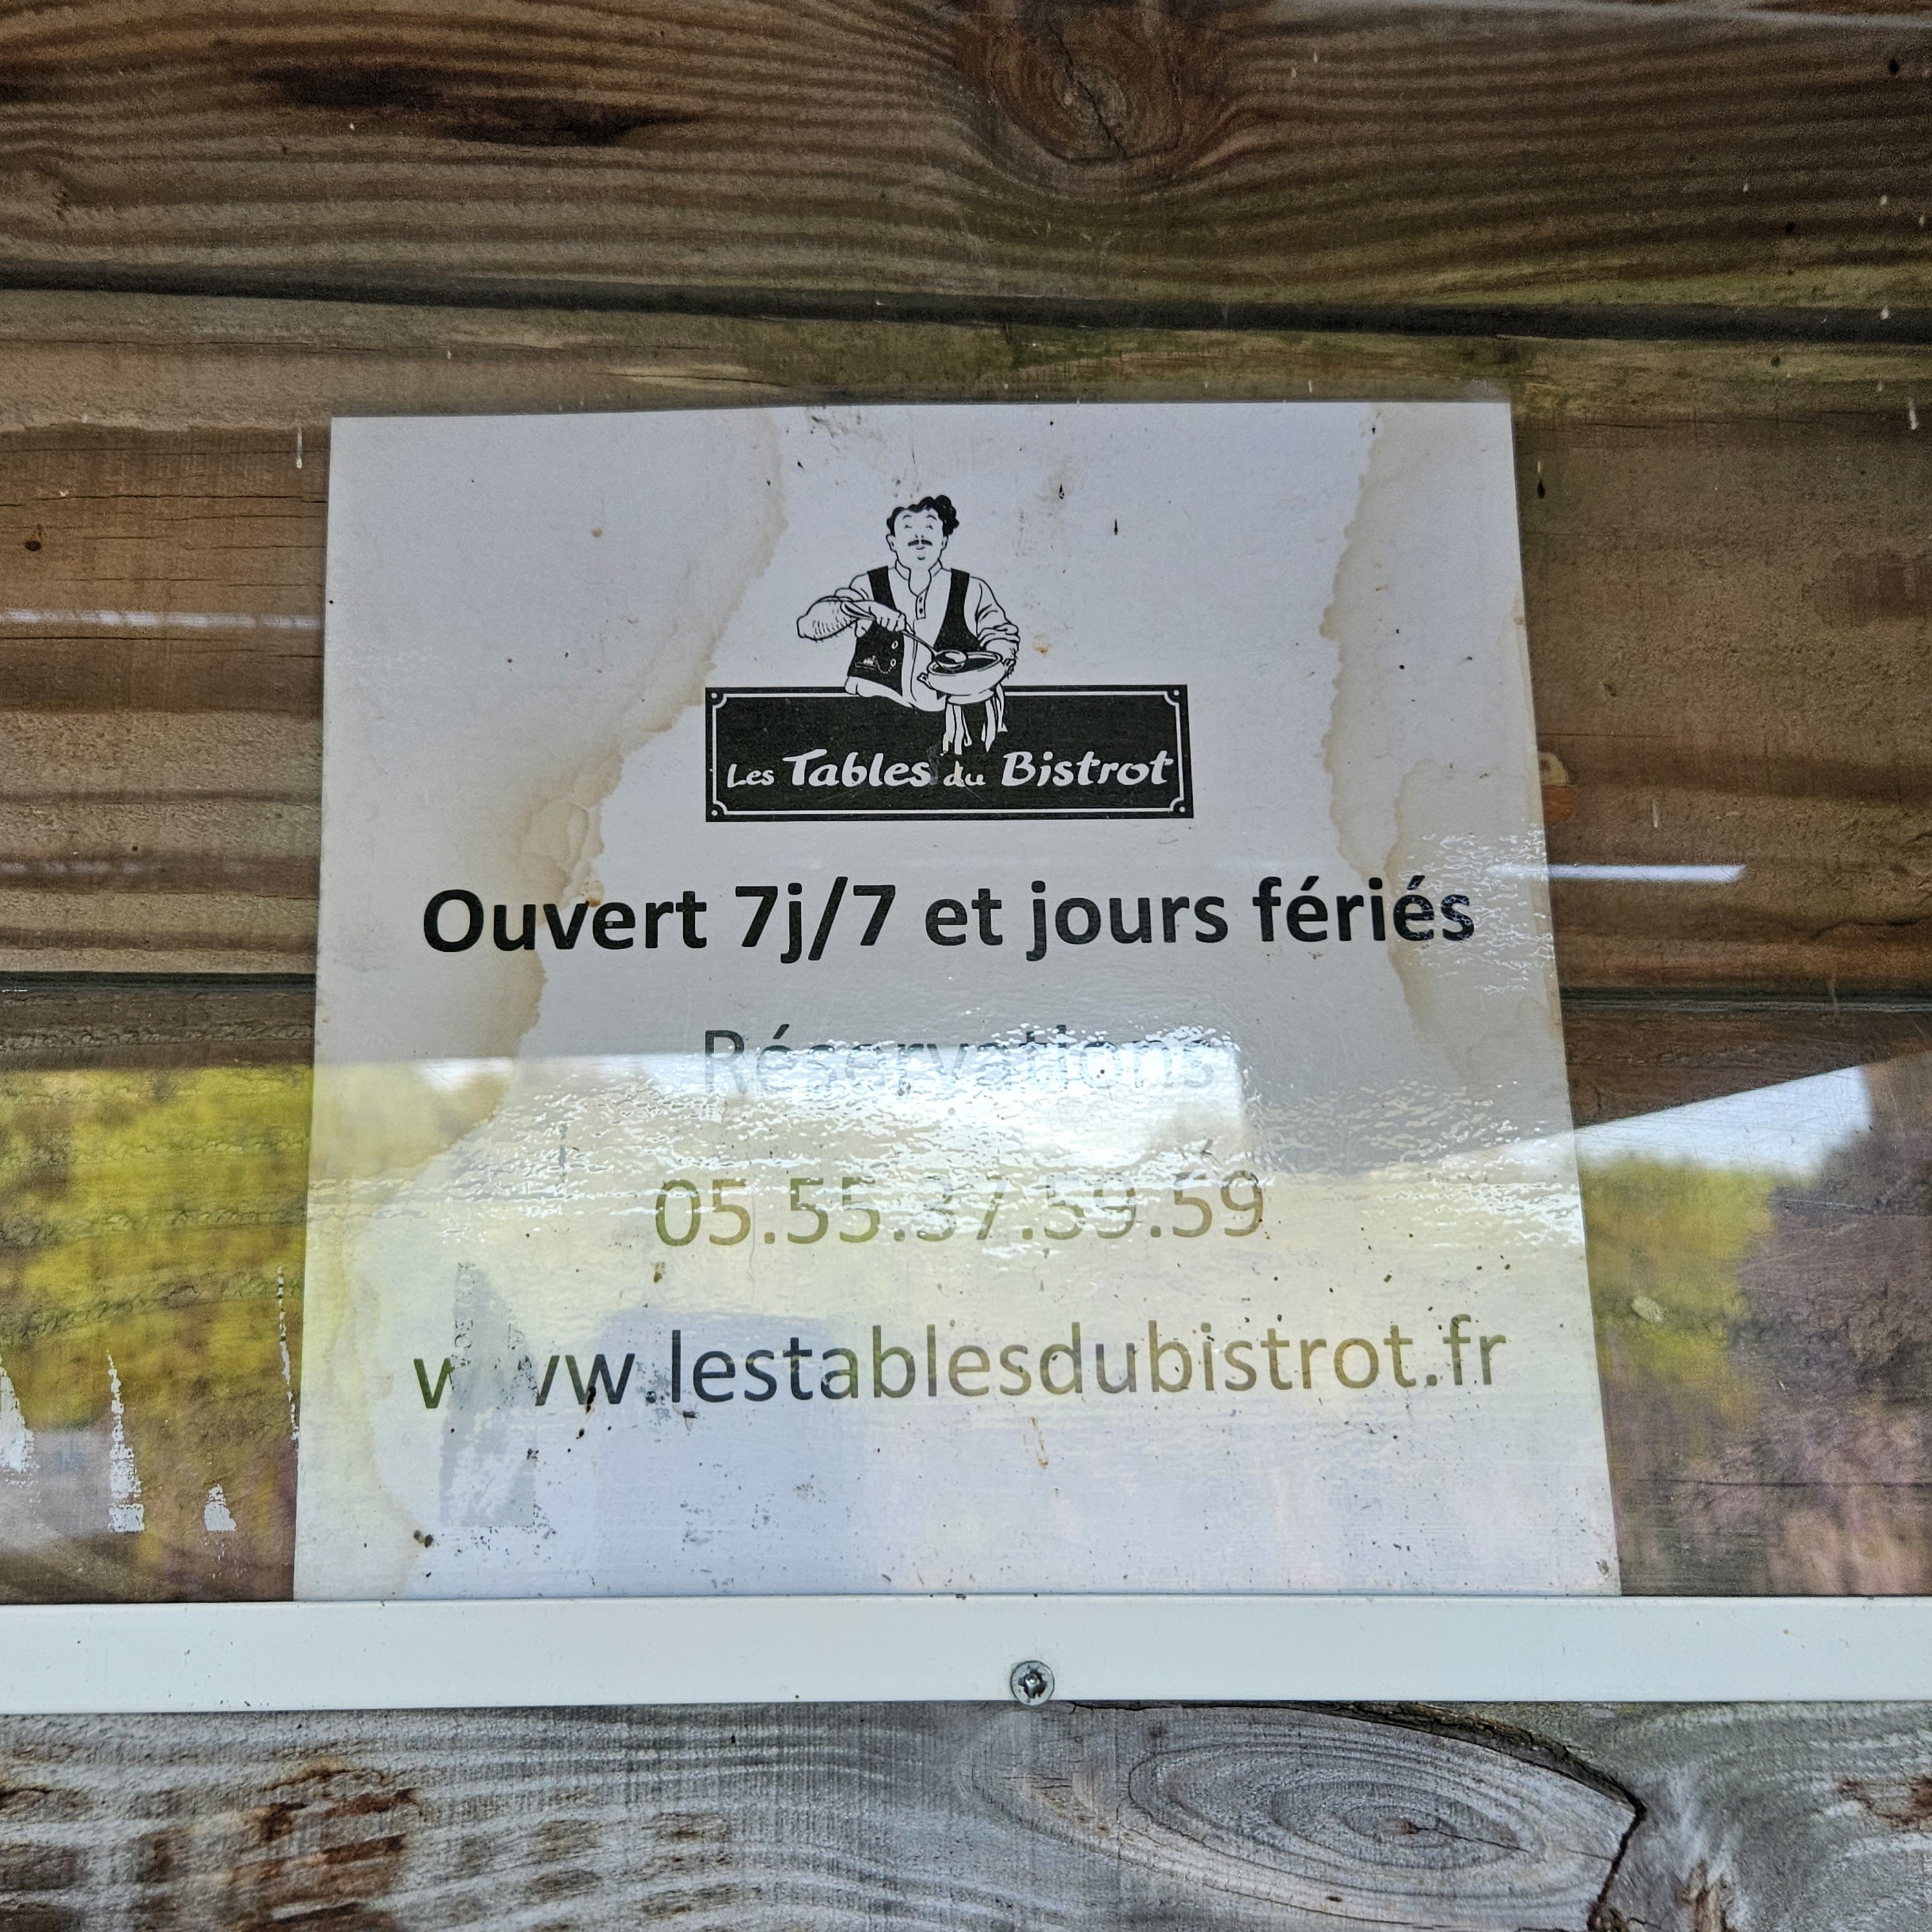 Les Tables du Bistrot
Ouvert 7j/7 et jours fériés
Réservations
05.55.37.59.59
www.lestablesdubistrot.fr